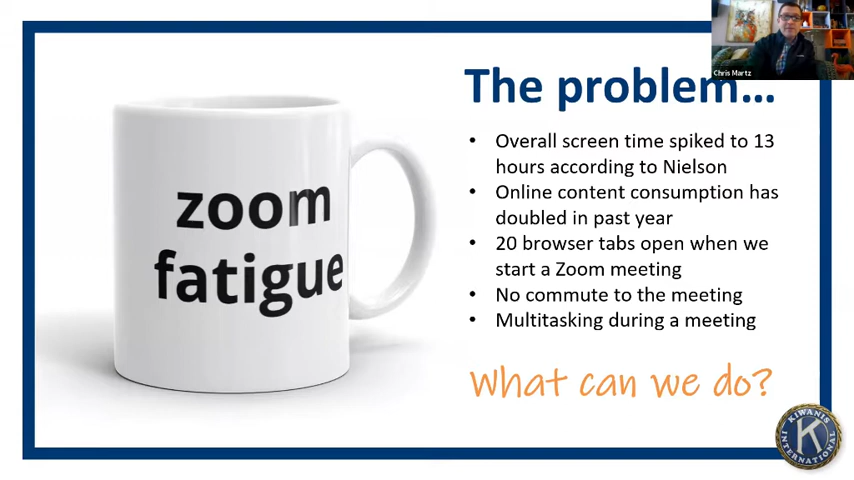 Chris Martz
The problem...
zoom
fatigue
• Overall screen time spiked to 13
hours according to Nielson
• Online content consumption has
doubled in past year
• 20 browser tabs open when we
start a Zoom meeting
• No commute to the meeting
• Multitasking during a meeting
What can we do?
KIWANIS
K
INTERNATIONAL